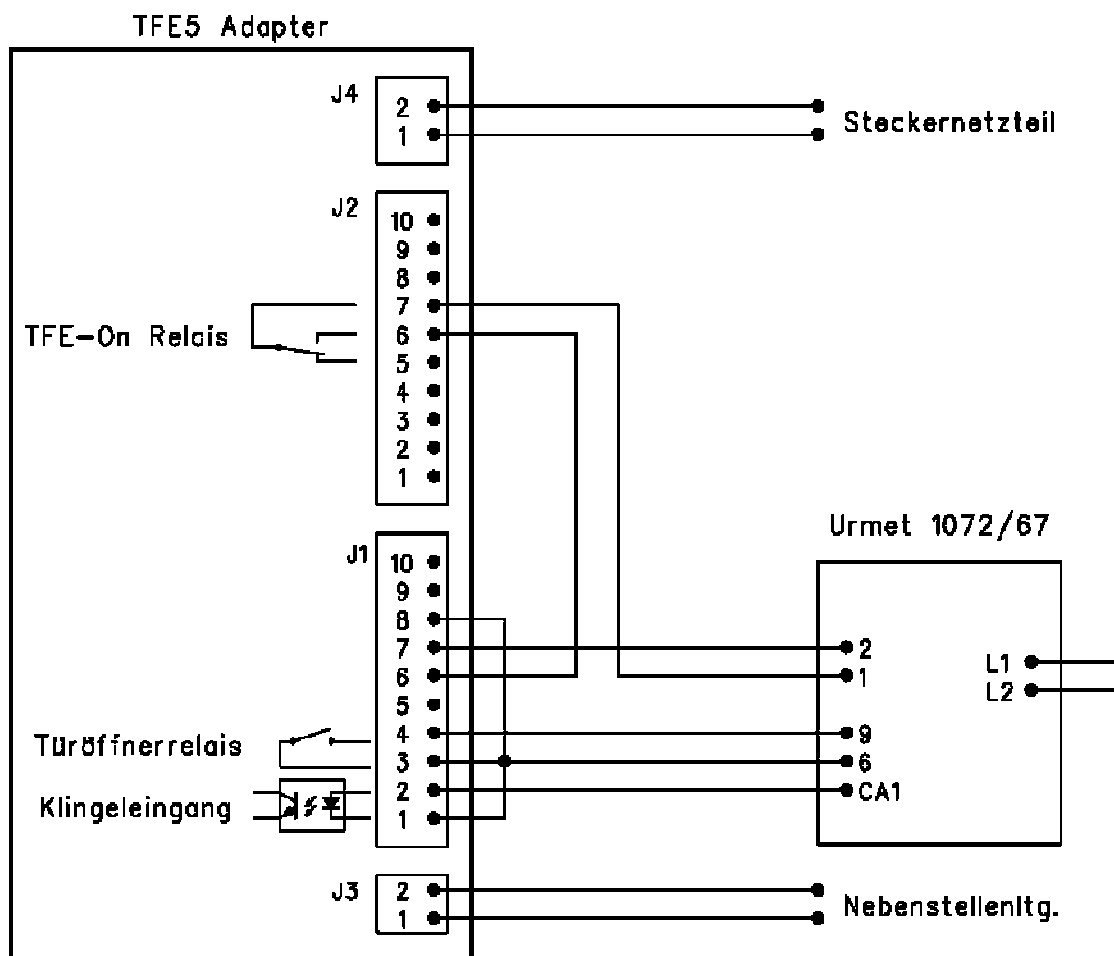 TFE5 Adapter
J4
2
1
Steckernetzteil
J2
10
9
8
7
6
5
4
3
2
1
TFE-On Relais
Urmet 1072/67
J1
10
9
8
7
6
5
4
3
2
1
Türöffnerrelais
Klingeleingang
2
1
9
6
CA1
L1
L2
J3
2
1
Nebenstellenltg.